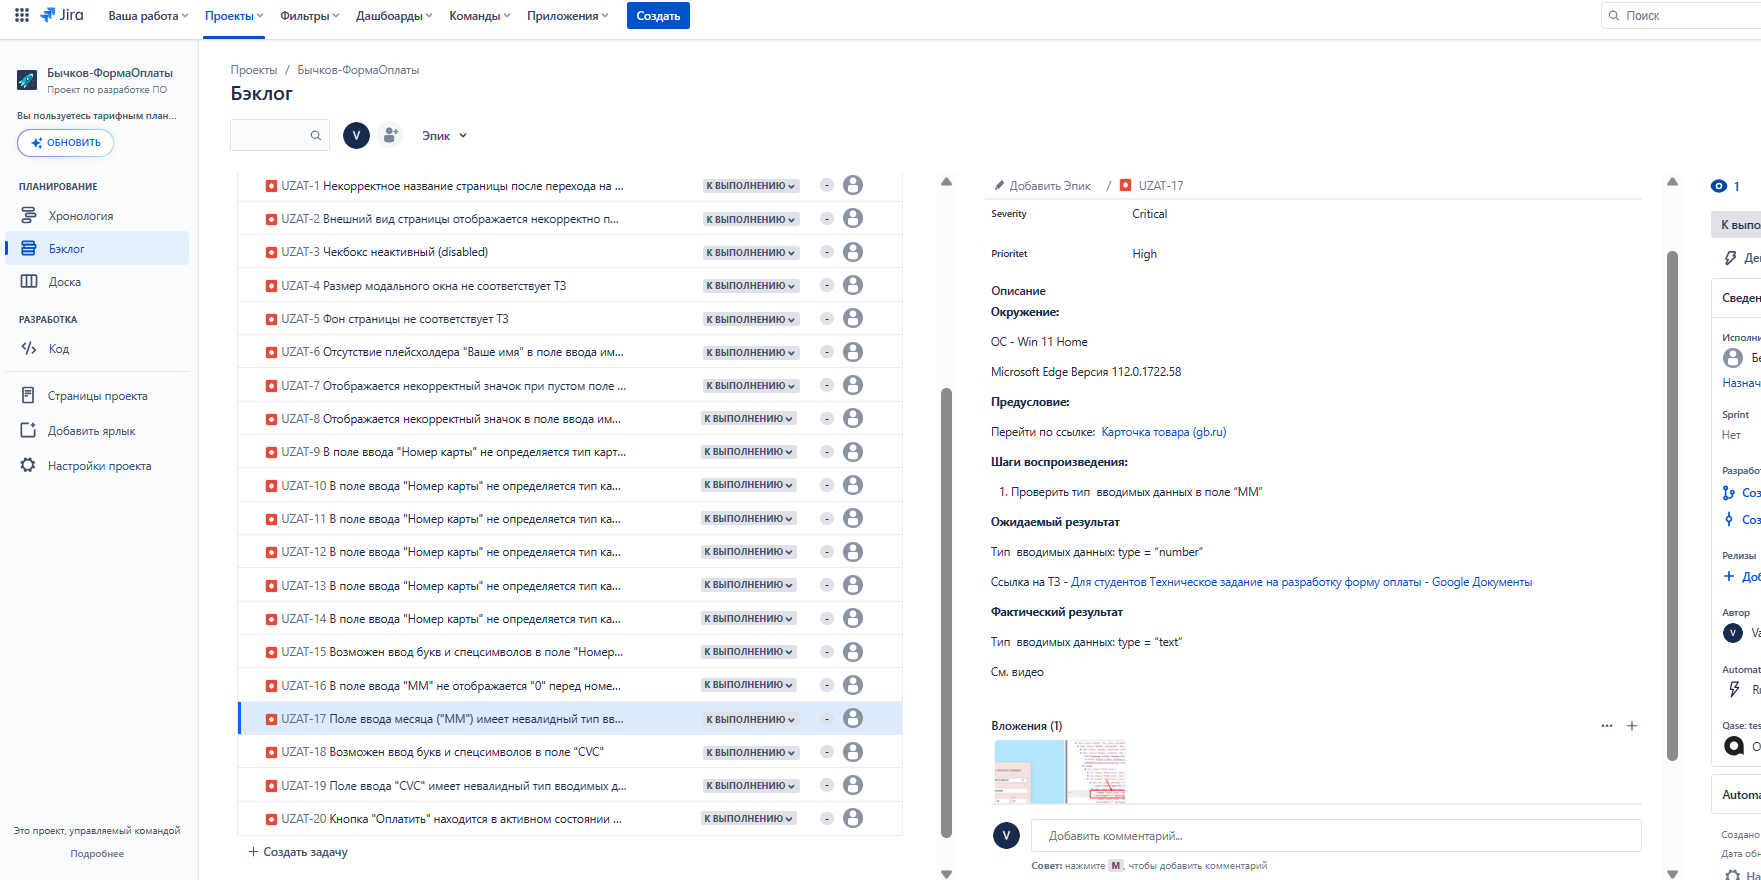 Jira
Ваша работа
Проекты
Фильтры
Дашбоарды
Команды
Приложения
Создать
Поиск
Бычков-ФормаОплаты
Проект по разработке ПО
Вы пользуетесь тарифным план...
ОБНОВИТЬ
ПЛАНИРОВАНИЕ
Хронология
Бэклог
Доска
РАЗРАБОТКА
Код
Страницы проекта
Добавить ярлык
Настройки проекта
Это проект, управляемый командой
Подробнее
Проекты / Бычков-ФормаОплаты
Бэклог
V
Эпик
UZAT-1 Некорректное название страницы после перехода на ... К ВЫПОЛНЕНИЮ -
UZAT-2 Внешний вид страницы отображается некорректно п... К ВЫПОЛНЕНИЮ -
UZAT-3 Чекбокс неактивный (disabled) К ВЫПОЛНЕНИЮ -
UZAT-4 Размер модального окна не соответствует ТЗ К ВЫПОЛНЕНИЮ -
UZAT-5 Фон страницы не соответствует ТЗ К ВЫПОЛНЕНИЮ -
UZAT-6 Отсутствие плейсхолдера “Ваше имя” в поле ввода им... К ВЫПОЛНЕНИЮ -
UZAT-7 Отображается некорректный значок при пустом поле ... К ВЫПОЛНЕНИЮ -
UZAT-8 Отображается некорректный значок в поле ввода им... К ВЫПОЛНЕНИЮ -
UZAT-9 В поле ввода "Номер карты" не определяется тип карт... К ВЫПОЛНЕНИЮ -
UZAT-10 В поле ввода "Номер карты" не определяется тип ка... К ВЫПОЛНЕНИЮ -
UZAT-11 В поле ввода "Номер карты" не определяется тип ка... К ВЫПОЛНЕНИЮ -
UZAT-12 В поле ввода "Номер карты" не определяется тип ка... К ВЫПОЛНЕНИЮ -
UZAT-13 В поле ввода "Номер карты" не определяется тип ка... К ВЫПОЛНЕНИЮ -
UZAT-14 В поле ввода "Номер карты" не определяется тип ка... К ВЫПОЛНЕНИЮ -
UZAT-15 Возможен ввод букв и спецсимволов в поле "Номер... К ВЫПОЛНЕНИЮ -
UZAT-16 В поле ввода "ММ" не отображается "0" перед номе... К ВЫПОЛНЕНИЮ -
UZAT-17 Поле ввода месяца ("ММ") имеет невалидный тип вв... К ВЫПОЛНЕНИЮ -
UZAT-18 Возможен ввод букв и спецсимволов в поле "CVC" К ВЫПОЛНЕНИЮ -
UZAT-19 Поле ввода "CVC" имеет невалидный тип вводимых д... К ВЫПОЛНЕНИЮ -
UZAT-20 Кнопка "Оплатить" находится в активном состоянии ... К ВЫПОЛНЕНИЮ -
+ Создать задачу
Добавить Эпик / UZAT-17
Severity Critical
Prioritet High
Описание
Окружение:
ОС - Win 11 Home
Microsoft Edge Версия 112.0.1722.58
Предусловие:
Перейти по ссылке: Карточка товара (gb.ru)
Шаги воспроизведения:
1. Проверить тип вводимых данных в поле “ММ”
Ожидаемый результат
Тип вводимых данных: type = “number”
Ссылка на ТЗ - Для студентов Техническое задание на разработку форму оплаты - Google Документы
Фактический результат
Тип вводимых данных: type = “text”
См. видео
Вложения (1)
V
Добавить комментарий...
Совет: нажмите M, чтобы добавить комментарий
1
К выпо
Де
Сведен
Исполни
Бе
Назнач
Sprint
Нет
Разрабо
Соз
Соз
Релизы
+ Доб
Автор
V Va
Automat
Ru
Qase: tes
O
Automa
Создано
Дата обн
На